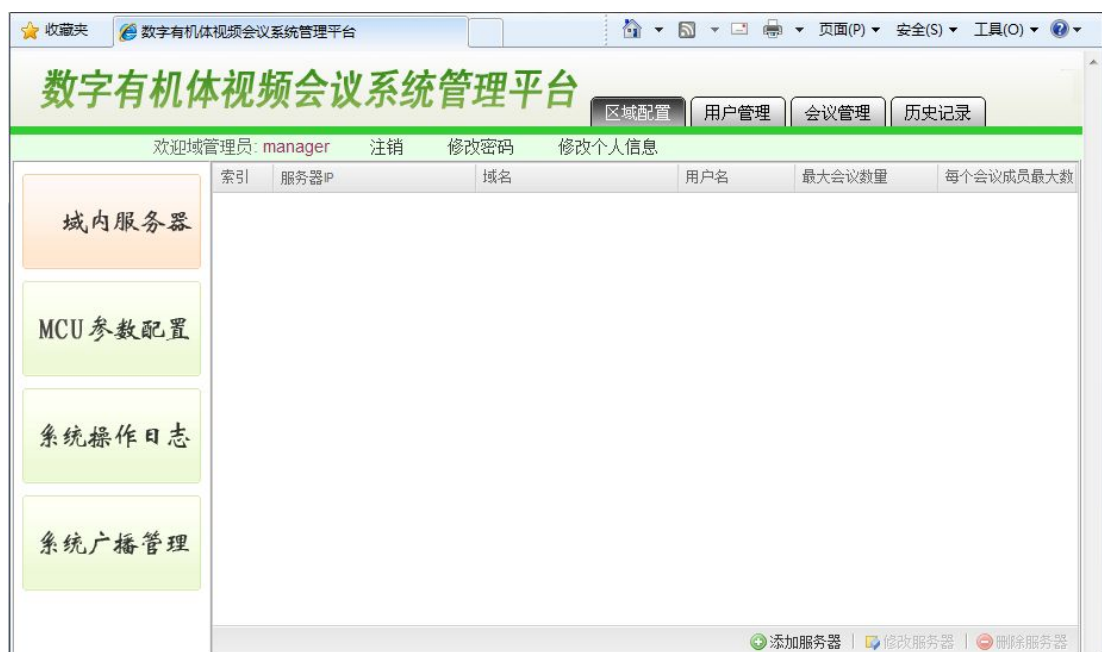 收藏夹 数字有机体视频会议系统管理平台 页面(P) 安全(S) 工具(O)
数字有机体视频会议系统管理平台 区域配置 用户管理 会议管理 历史记录
欢迎域管理员: manager 注销 修改密码 修改个人信息
索引 服务器IP 域名 用户名 最大会议数量 每个会议成员最大数
域内服务器
MCU参数配置
系统操作日志
系统广播管理
添加服务器 修改服务器 删除服务器